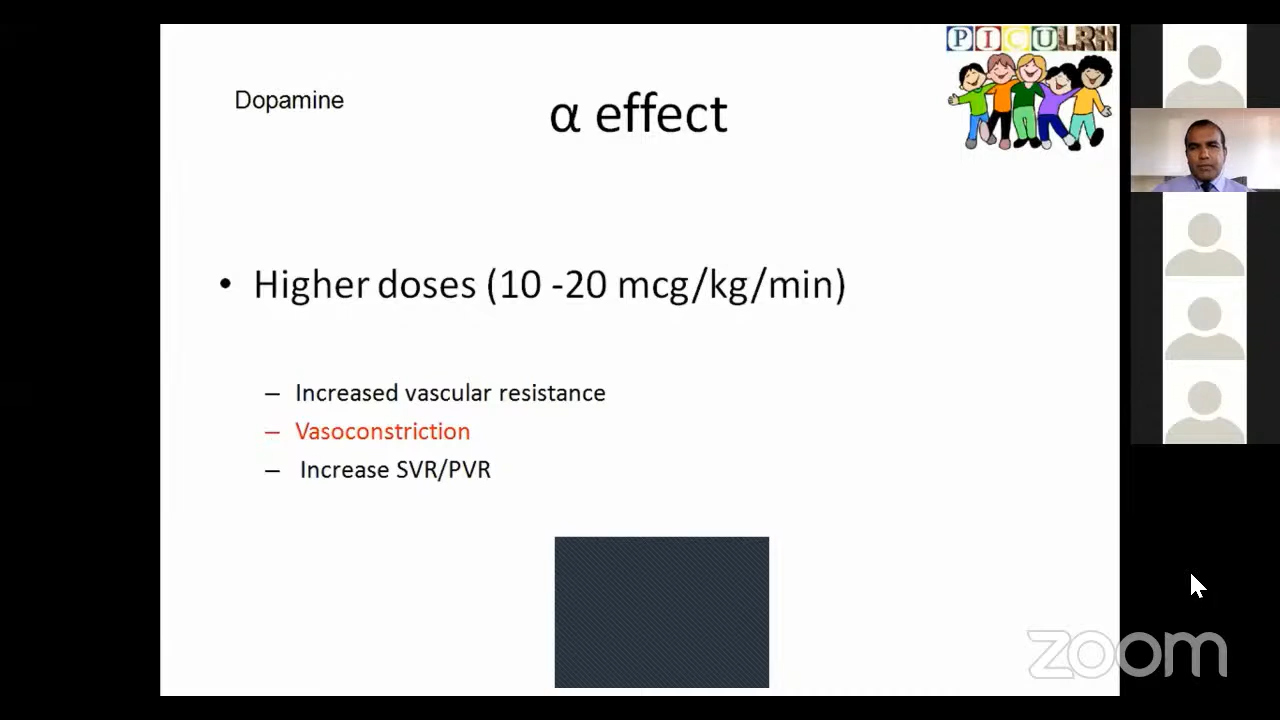 PICULRH
Dopamine
α effect
• Higher doses (10 -20 mcg/kg/min)
– Increased vascular resistance
– Vasoconstriction
– Increase SVR/PVR
zoom